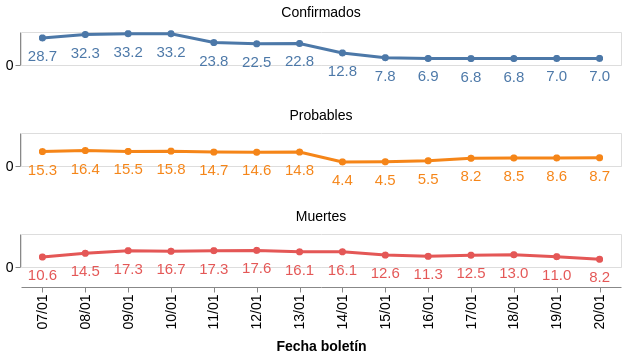 Confirmados
0
28.7 32.3 33.2 33.2 23.8 22.5 22.8 12.8 7.8 6.9 6.8 6.8 7.0 7.0
Probables
0
15.3 16.4 15.5 15.8 14.7 14.6 14.8 4.4 4.5 5.5 8.2 8.5 8.6 8.7
Muertes
0
10.6 14.5 17.3 16.7 17.3 17.6 16.1 16.1 12.6 11.3 12.5 13.0 11.0 8.2
07/01 08/01 09/01 10/01 11/01 12/01 13/01 14/01 15/01 16/01 17/01 18/01 19/01 20/01
Fecha boletín